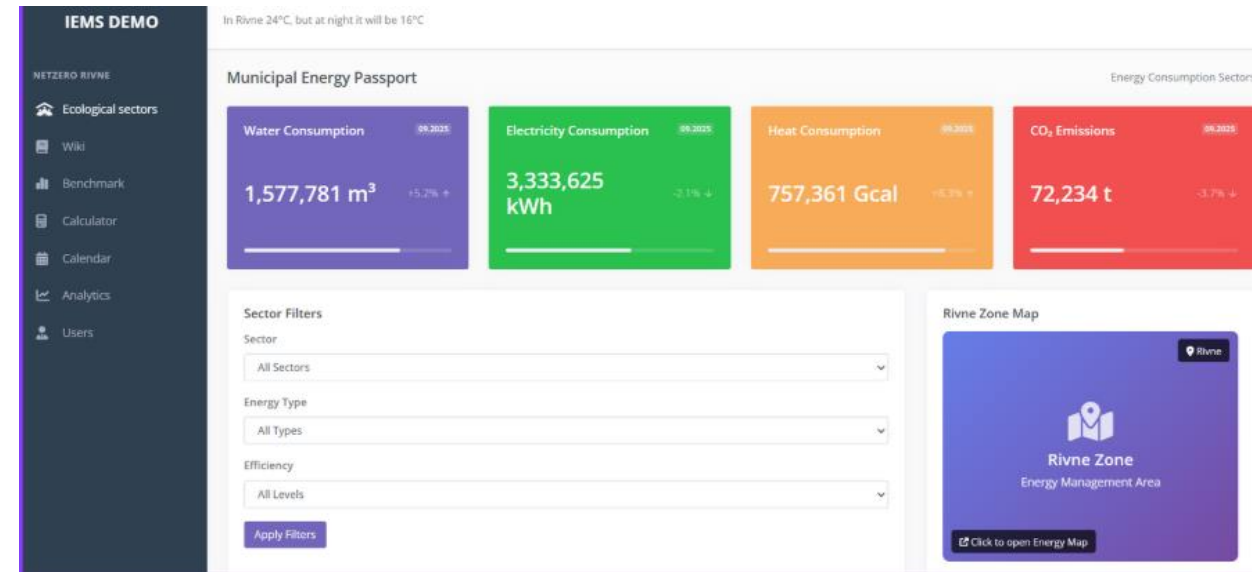 IEMS DEMO
In Rivne 24°C, but at night it will be 16°C
NETZERO RIVNE
Ecological sectors
Wiki
Benchmark
Calculator
Calendar
Analytics
Users
Municipal Energy Passport
Energy Consumption Sectors
Water Consumption
09.2025
1,577,781 m³
+5.2% ↑
Electricity Consumption
09.2025
3,333,625
kWh
-2.1% ↓
Heat Consumption
09.2025
757,361 Gcal
CO₂ Emissions
09.2025
72,234 t
-3.7% ↓
Sector Filters
Sector
All Sectors
Energy Type
All Types
Efficiency
All Levels
Apply Filters
Rivne Zone Map
Rivne
Rivne Zone
Energy Management Area
Click to open Energy Map